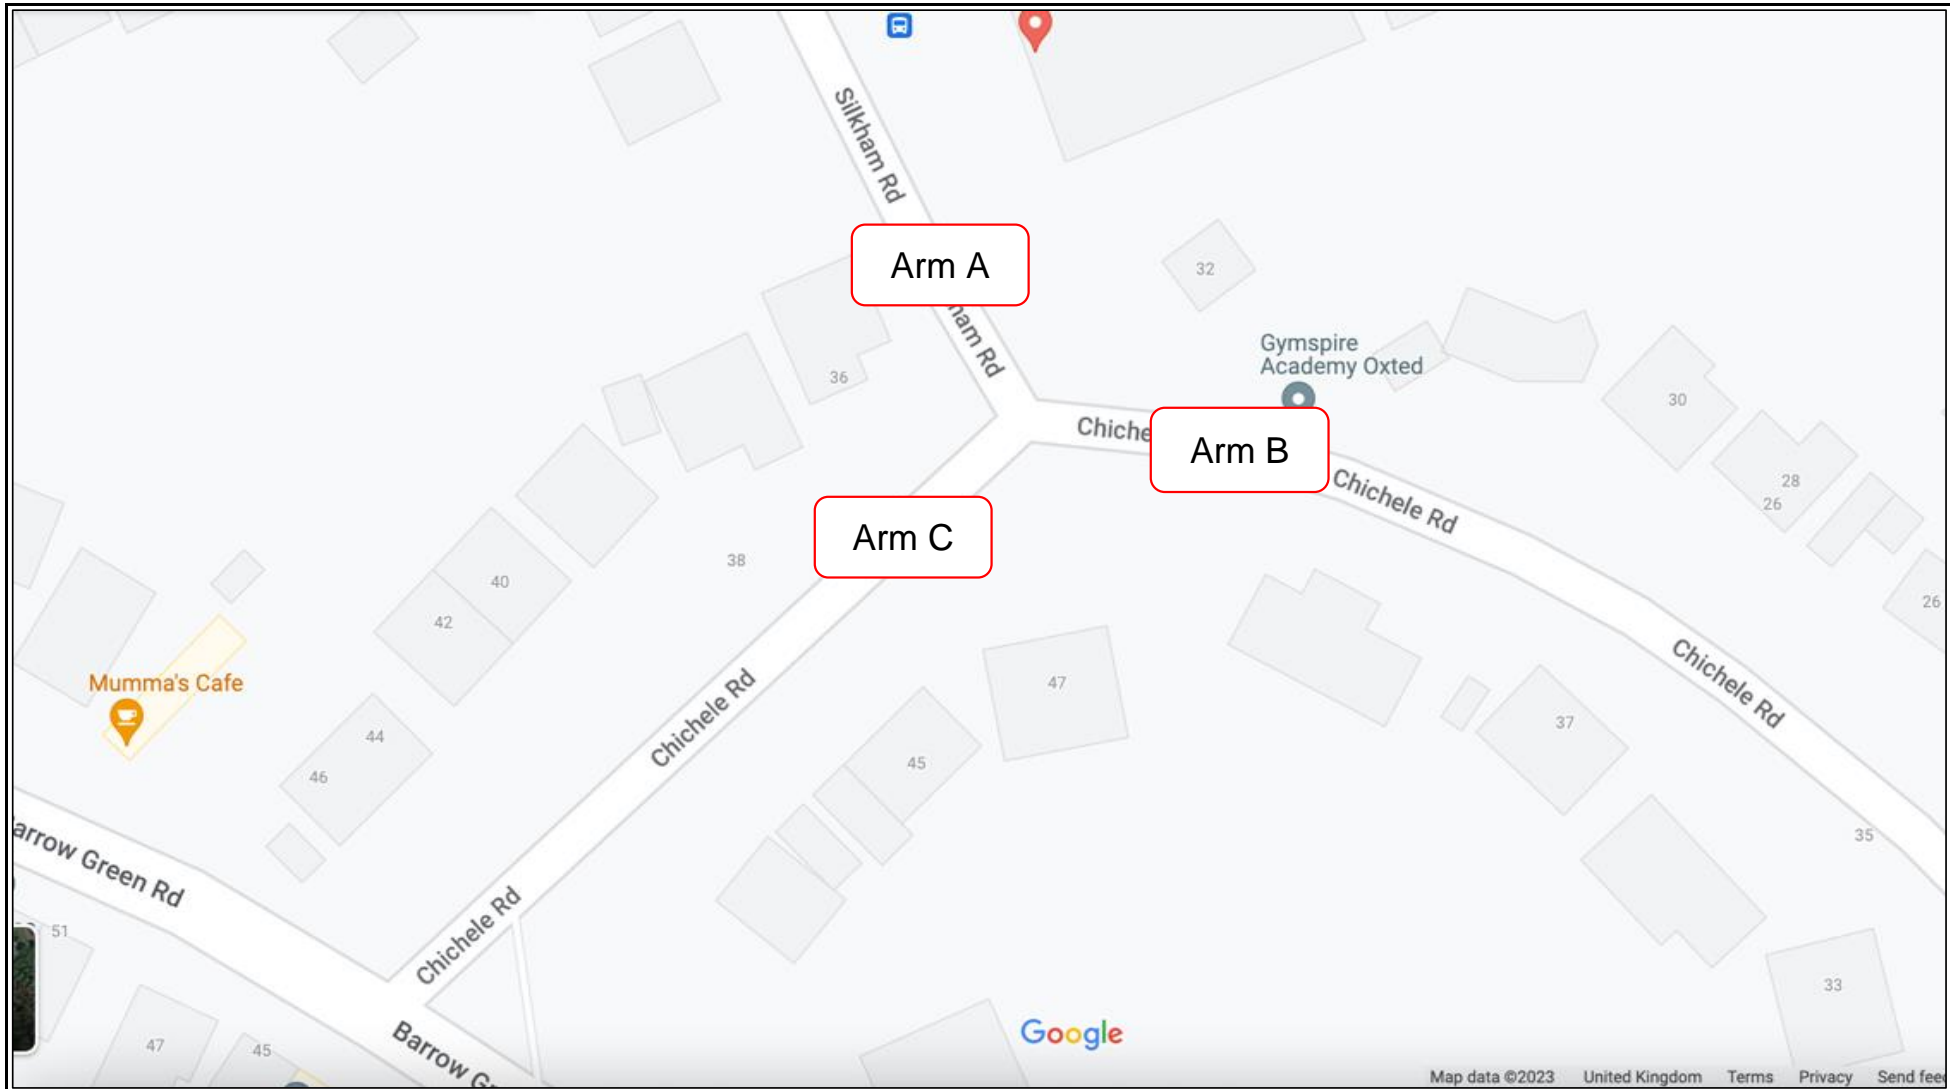 Silkham Rd
Arm A
ham Rd
32
Gymspire
Academy Oxted
36
30
Chiche
Arm B
Chichele Rd
28
26
Arm C
38
40
42
26
Chichele Rd
Mumma's Cafe
Chichele Rd
47
37
44
45
46
35
arrow Green Rd
Chichele Rd
51
33
47
45
Barrow G
Google
Map data ©2023 United Kingdom Terms Privacy Send fee